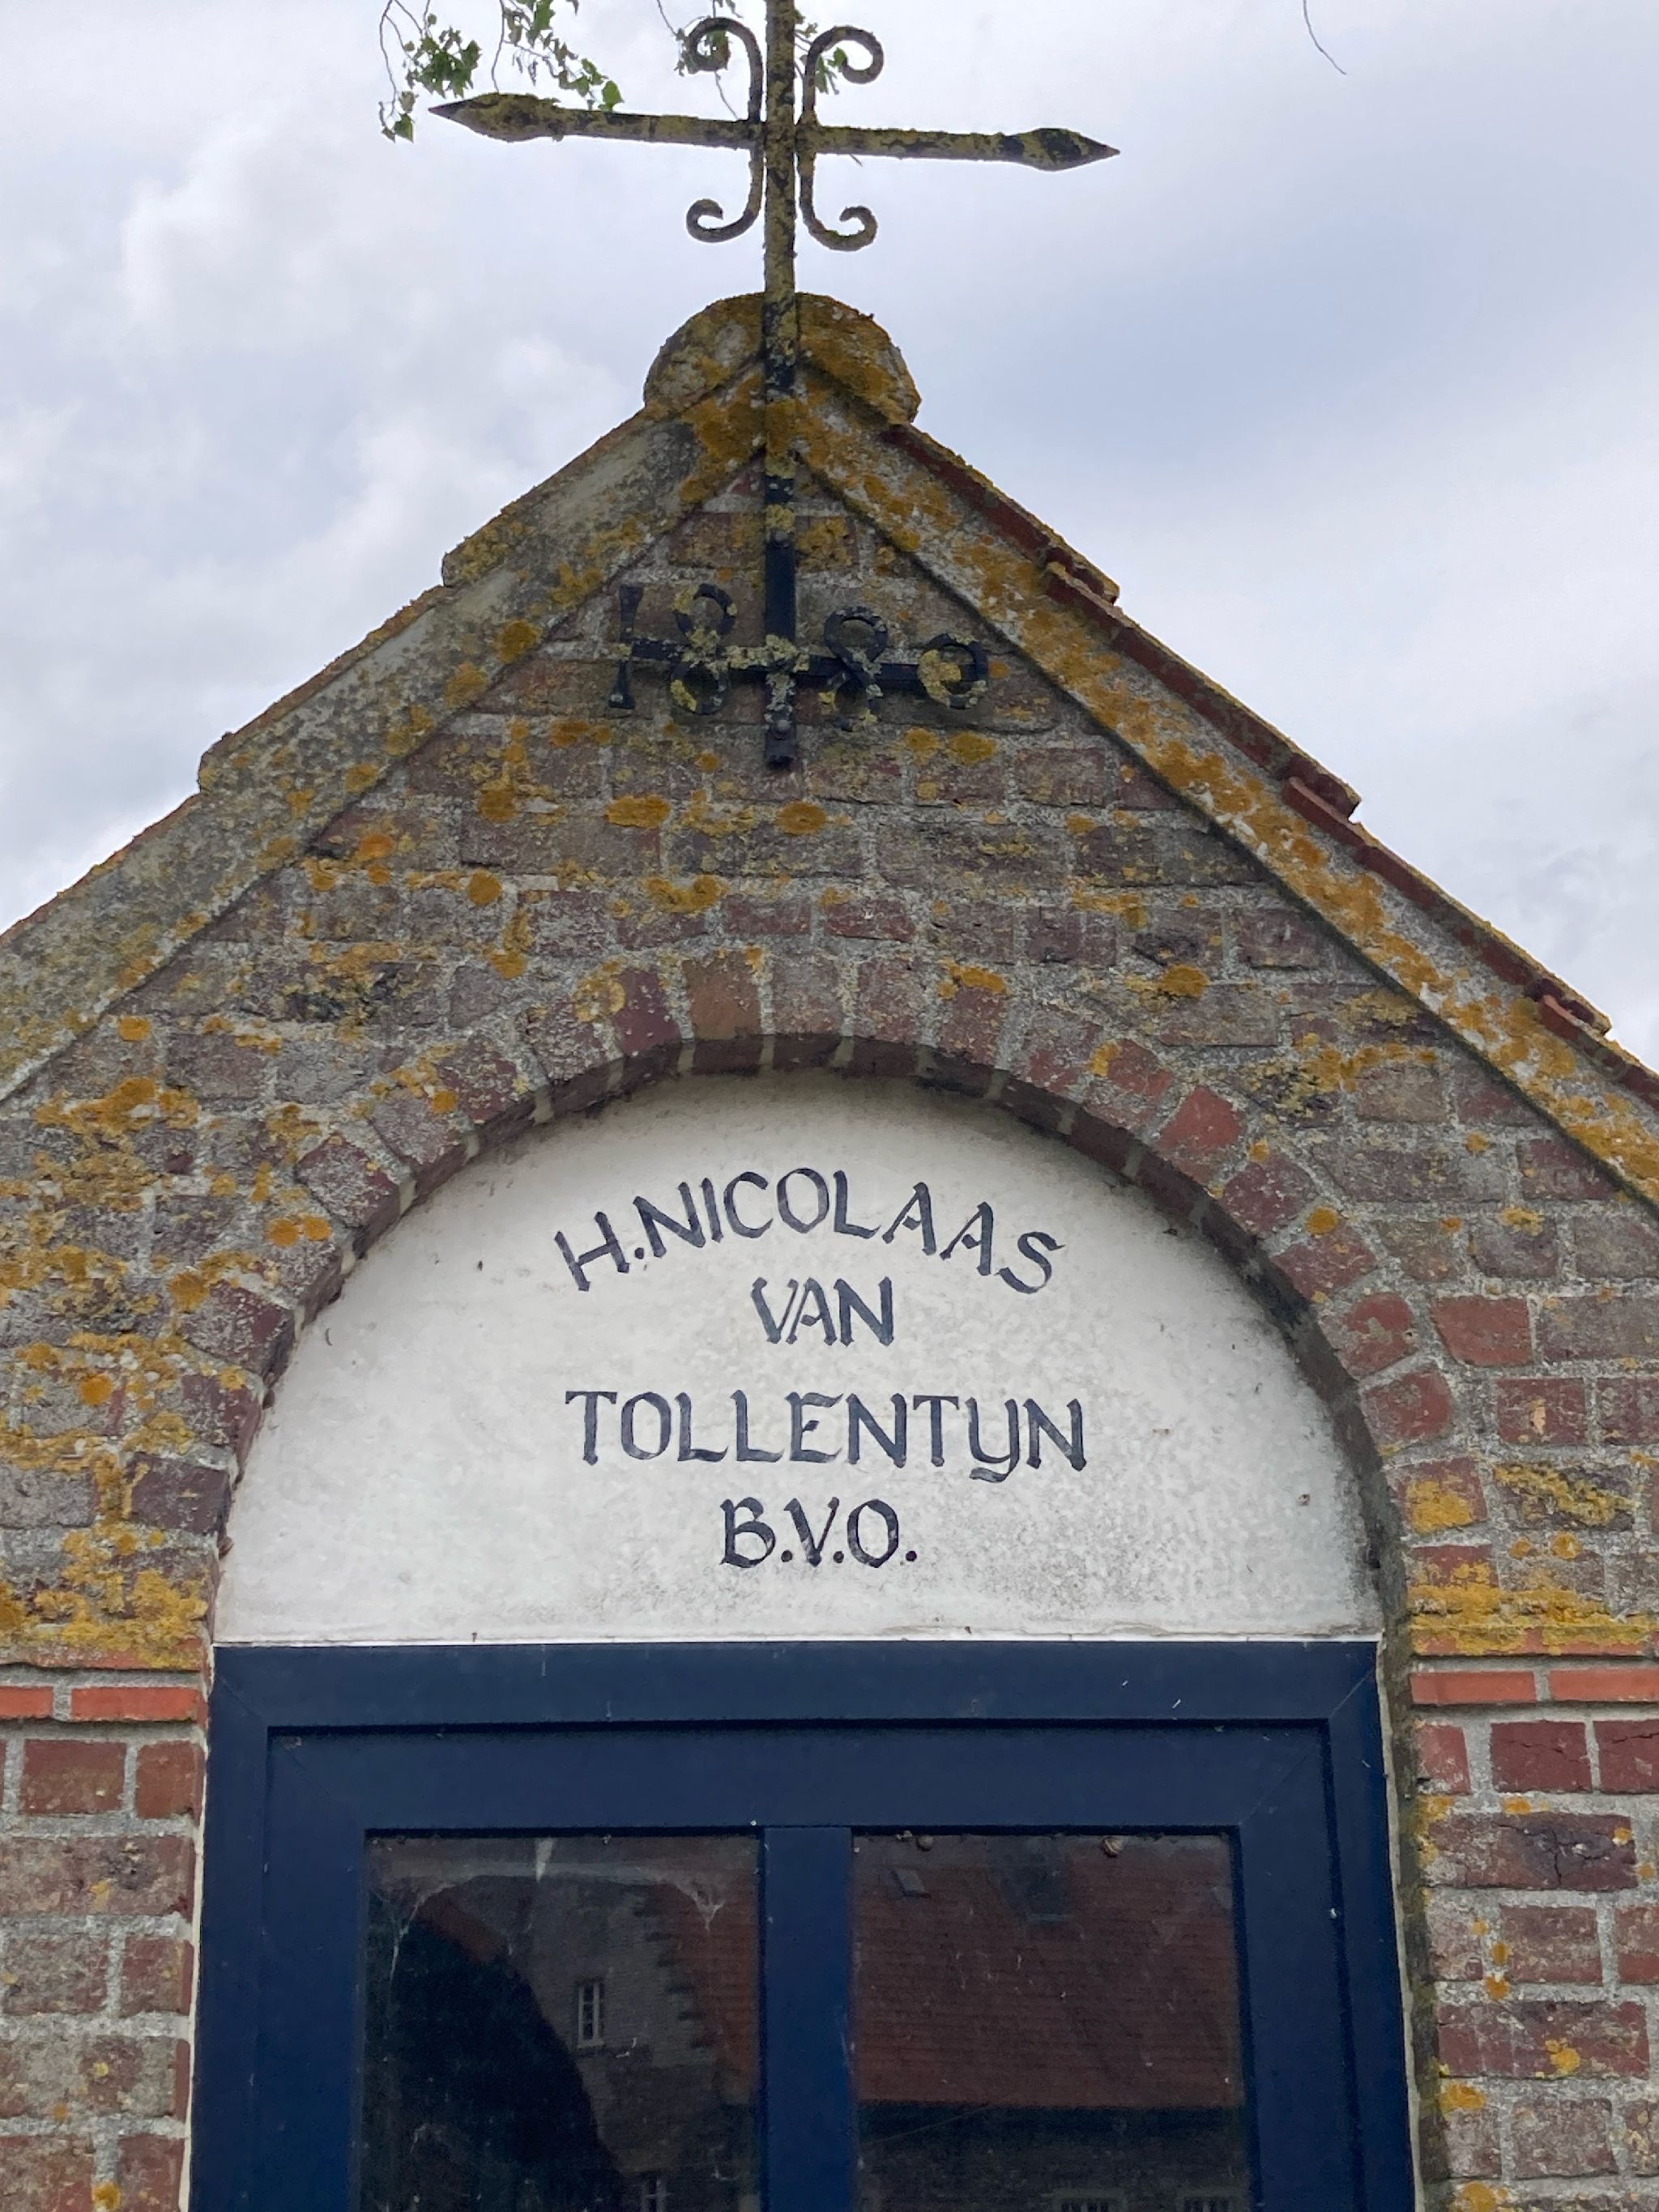 1880
H. NICOLAAS
VAN
TOLLENTYN
B.V.O.